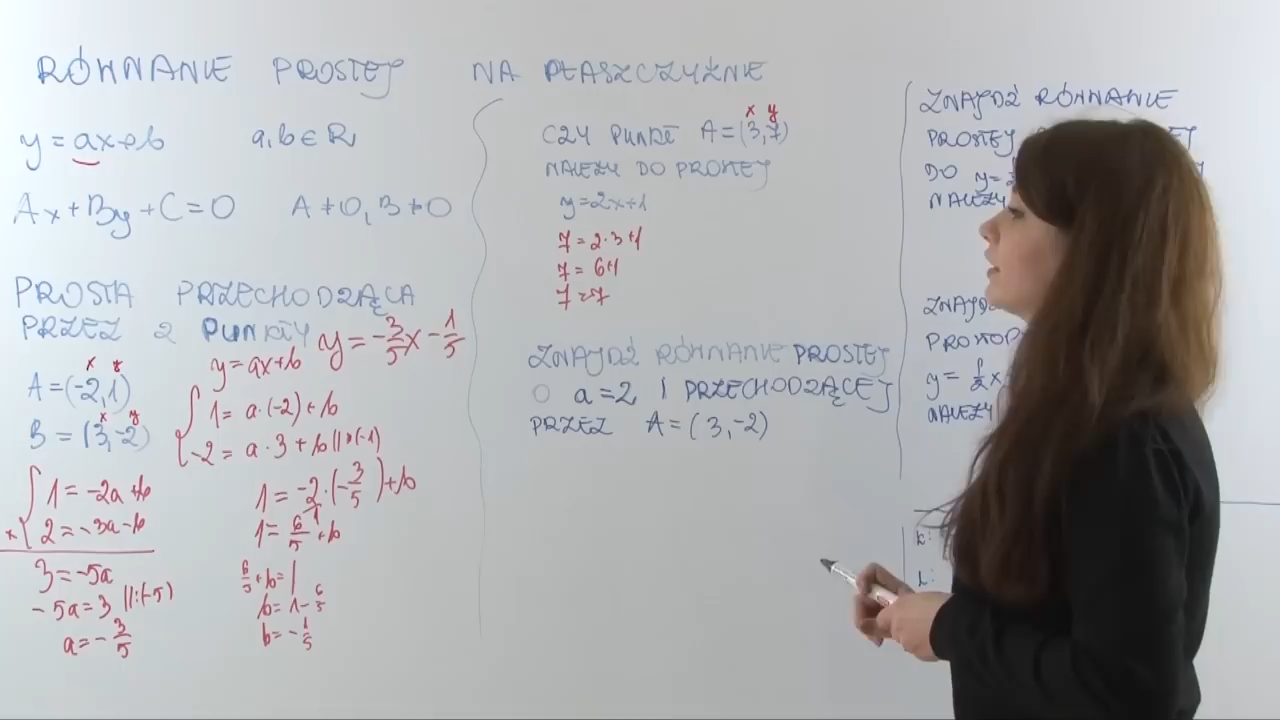 RÓWNANIE PROSTEJ NA PŁASZCZYŹNIE
y = ax+b a,b ∈ R
Ax+By+C=0 A≠0, B≠0
PROSTA PRZECHODZĄCA
PRZEZ 2 PUNKTY y = -3/5x - 1/5
x y
A=(-2,1)
x y
B = (3,-2)
y=ax+b
1 = a·(-2)+b
-2 = a·3+b ||·(-1)
1 = -2a+b
+ 2 = -3a-b
3 = -5a
-5a=3 ||:(-5)
a = -3/5
1 = -2·(-3/5)+b
1 = 6/5+b
6/5+b=1
b = 1-6/5
b = -1/5
x y
CZY PUNKT A=(3,7)
NALEŻY DO PROSTEJ
y=2x+1
7 = 2·3+1
7 = 6+1
7 = 7
ZNAJDŹ RÓWNANIE PROSTEJ
O a=2 I PRZECHODZĄCEJ
PRZEZ A=(3,-2)
ZNAJDŹ RÓWNANIE
PROSTEJ
DO y=
NALEŻY
y = 1/2x
NALEŻY
k:
l: